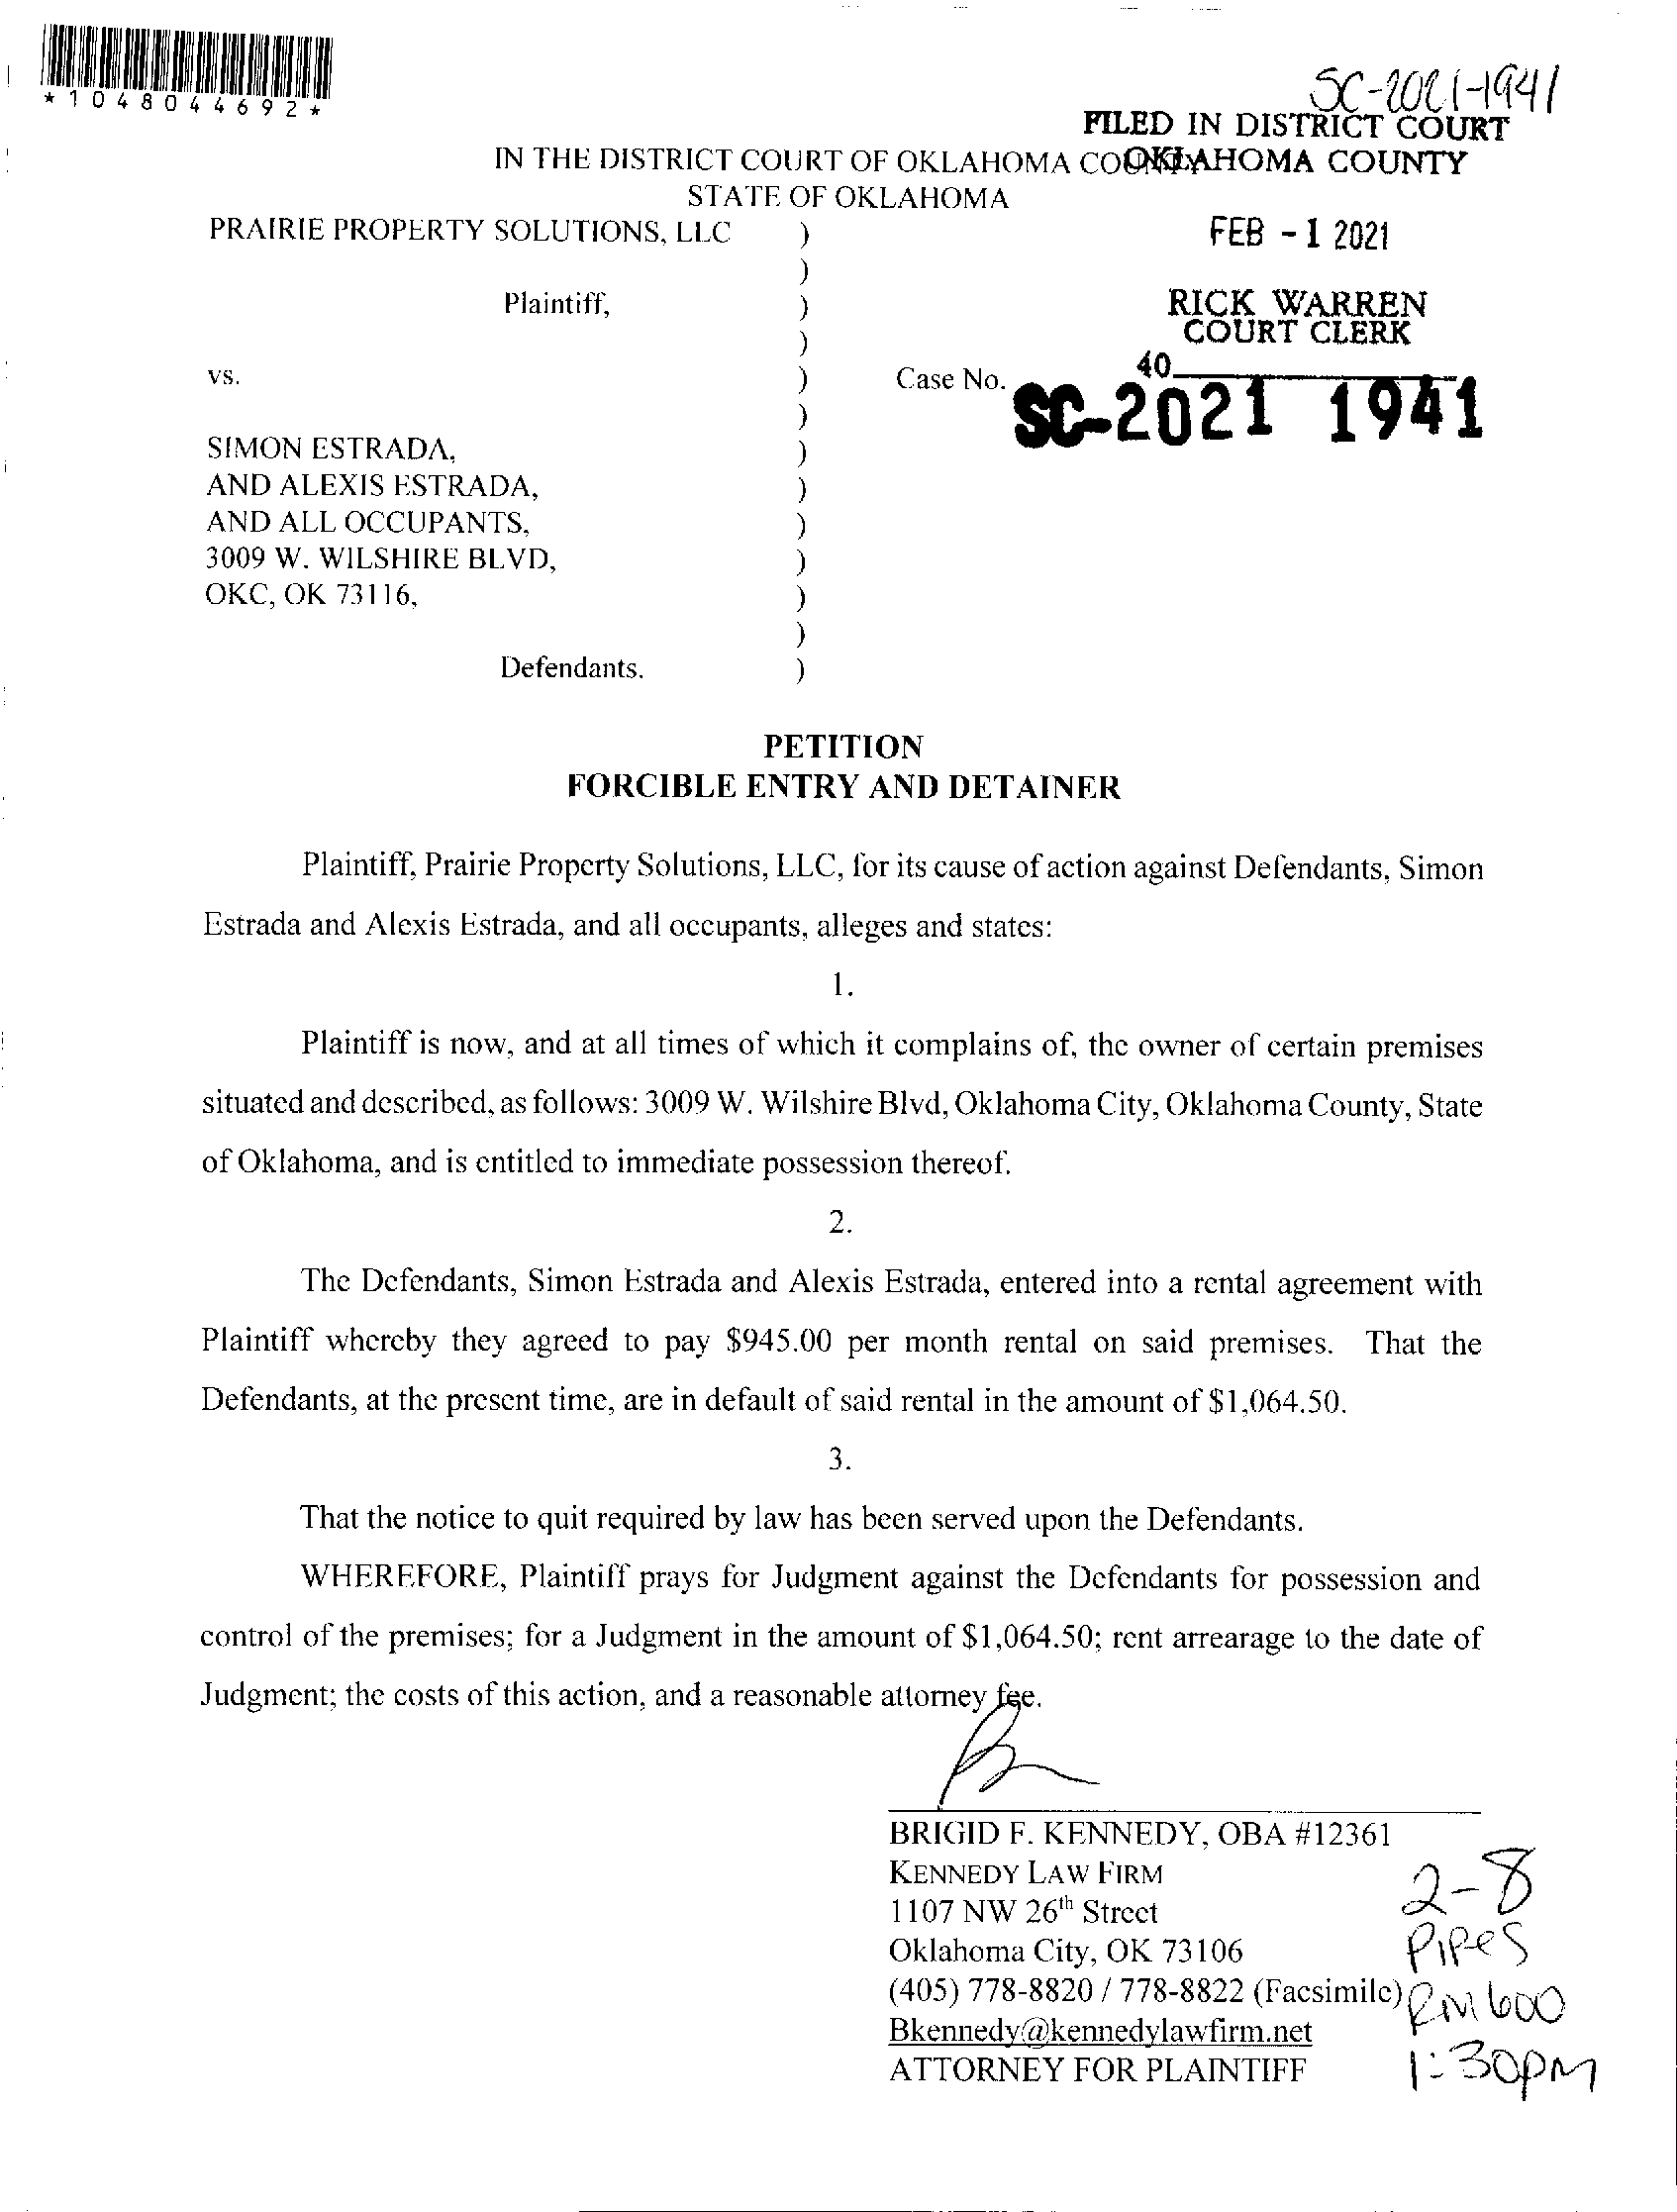 *1048044692*
SC-2021-1941
FILED IN DISTRICT COURT
OKLAHOMA COUNTY
IN THE DISTRICT COURT OF OKLAHOMA COUNTY
STATE OF OKLAHOMA
PRAIRIE PROPERTY SOLUTIONS, LLC )
FEB - 1 2021
)
Plaintiff, )
RICK WARREN
COURT CLERK
)
40
vs. ) Case No.
SC-2021 1941
)
SIMON ESTRADA, )
AND ALEXIS ESTRADA, )
AND ALL OCCUPANTS, )
3009 W. WILSHIRE BLVD, )
OKC, OK 73116, )
)
Defendants. )
PETITION
FORCIBLE ENTRY AND DETAINER
Plaintiff, Prairie Property Solutions, LLC, for its cause of action against Defendants, Simon
Estrada and Alexis Estrada, and all occupants, alleges and states:
1.
Plaintiff is now, and at all times of which it complains of, the owner of certain premises
situated and described, as follows: 3009 W. Wilshire Blvd, Oklahoma City, Oklahoma County, State
of Oklahoma, and is entitled to immediate possession thereof.
2.
The Defendants, Simon Estrada and Alexis Estrada, entered into a rental agreement with
Plaintiff whereby they agreed to pay $945.00 per month rental on said premises. That the
Defendants, at the present time, are in default of said rental in the amount of $1,064.50.
3.
That the notice to quit required by law has been served upon the Defendants.
WHEREFORE, Plaintiff prays for Judgment against the Defendants for possession and
control of the premises; for a Judgment in the amount of $1,064.50; rent arrearage to the date of
Judgment; the costs of this action, and a reasonable attorney fee.
BRIGID F. KENNEDY, OBA #12361
KENNEDY LAW FIRM
1107 NW 26th Street
Oklahoma City, OK 73106
(405) 778-8820 / 778-8822 (Facsimile)
Bkennedy@kennedylawfirm.net
ATTORNEY FOR PLAINTIFF
2-8
PIPES
RM 600
1:30PM